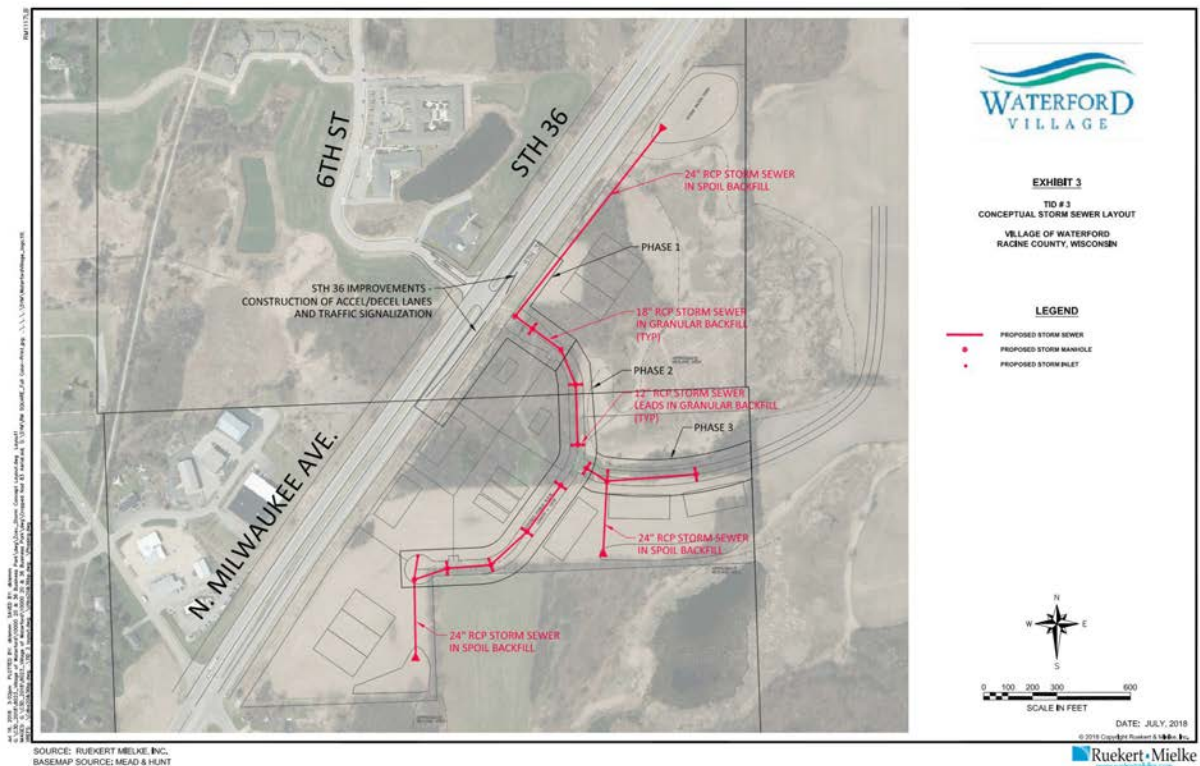 6TH ST
STH 36
24" RCP STORM SEWER
IN SPOIL BACKFILL
PHASE 1
STH 36 IMPROVEMENTS -
CONSTRUCTION OF ACCEL/DECEL LANES
AND TRAFFIC SIGNALIZATION
18" RCP STORM SEWER
IN GRANULAR BACKFILL
(TYP)
PHASE 2
12" RCP STORM SEWER
LEADS IN GRANULAR BACKFILL
(TYP)
PHASE 3
N. MILWAUKEE AVE.
24" RCP STORM SEWER
IN SPOIL BACKFILL
24" RCP STORM SEWER
IN SPOIL BACKFILL
WATERFORD
VILLAGE
EXHIBIT 3
TID # 3
CONCEPTUAL STORM SEWER LAYOUT
VILLAGE OF WATERFORD
RACINE COUNTY, WISCONSIN
LEGEND
PROPOSED STORM SEWER
PROPOSED STORM MANHOLE
PROPOSED STORM INLET
N
W E
S
0 100 200 300 600
SCALE IN FEET
DATE: JULY, 2018
© 2018 Copyright Ruekert & Mielke, Inc.
SOURCE: RUEKERT MIELKE, INC.
BASEMAP SOURCE: MEAD & HUNT
Ruekert·Mielke